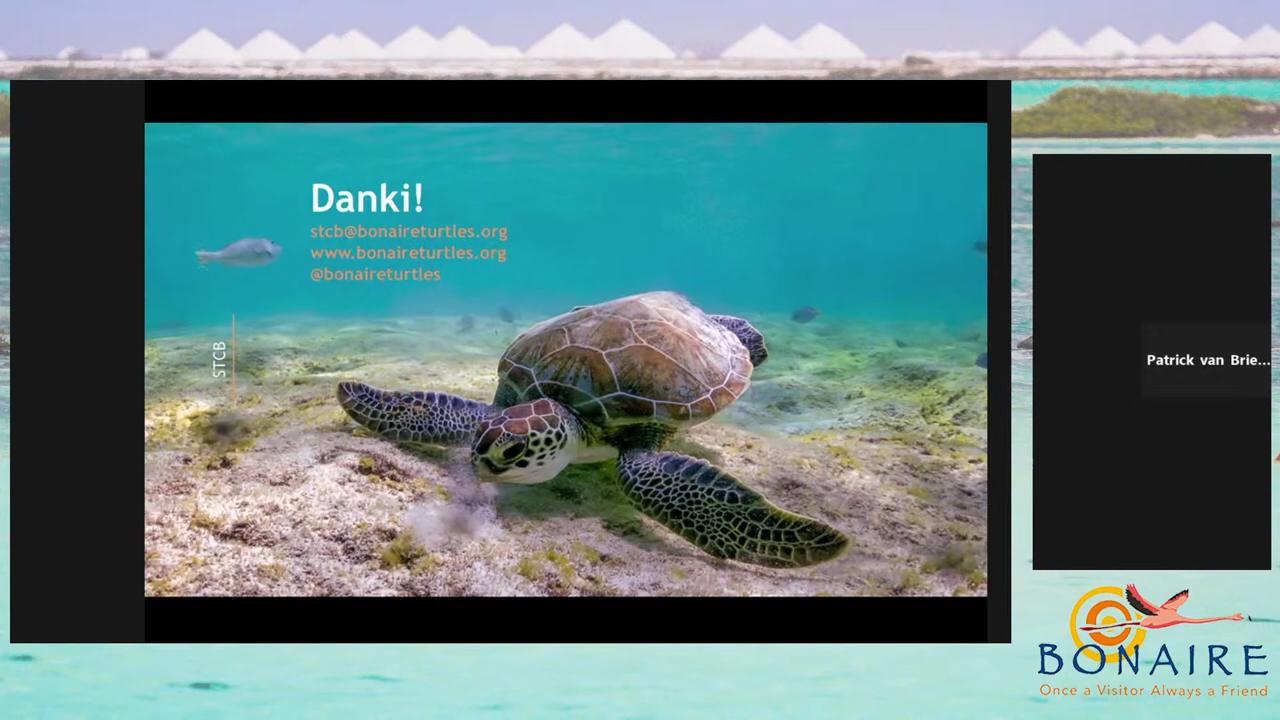 Danki!
stcb@bonaireturtles.org
www.bonaireturtles.org
@bonaireturtles
STCB
Patrick van Brie...
BONAIRE
Once a Visitor Always a Friend